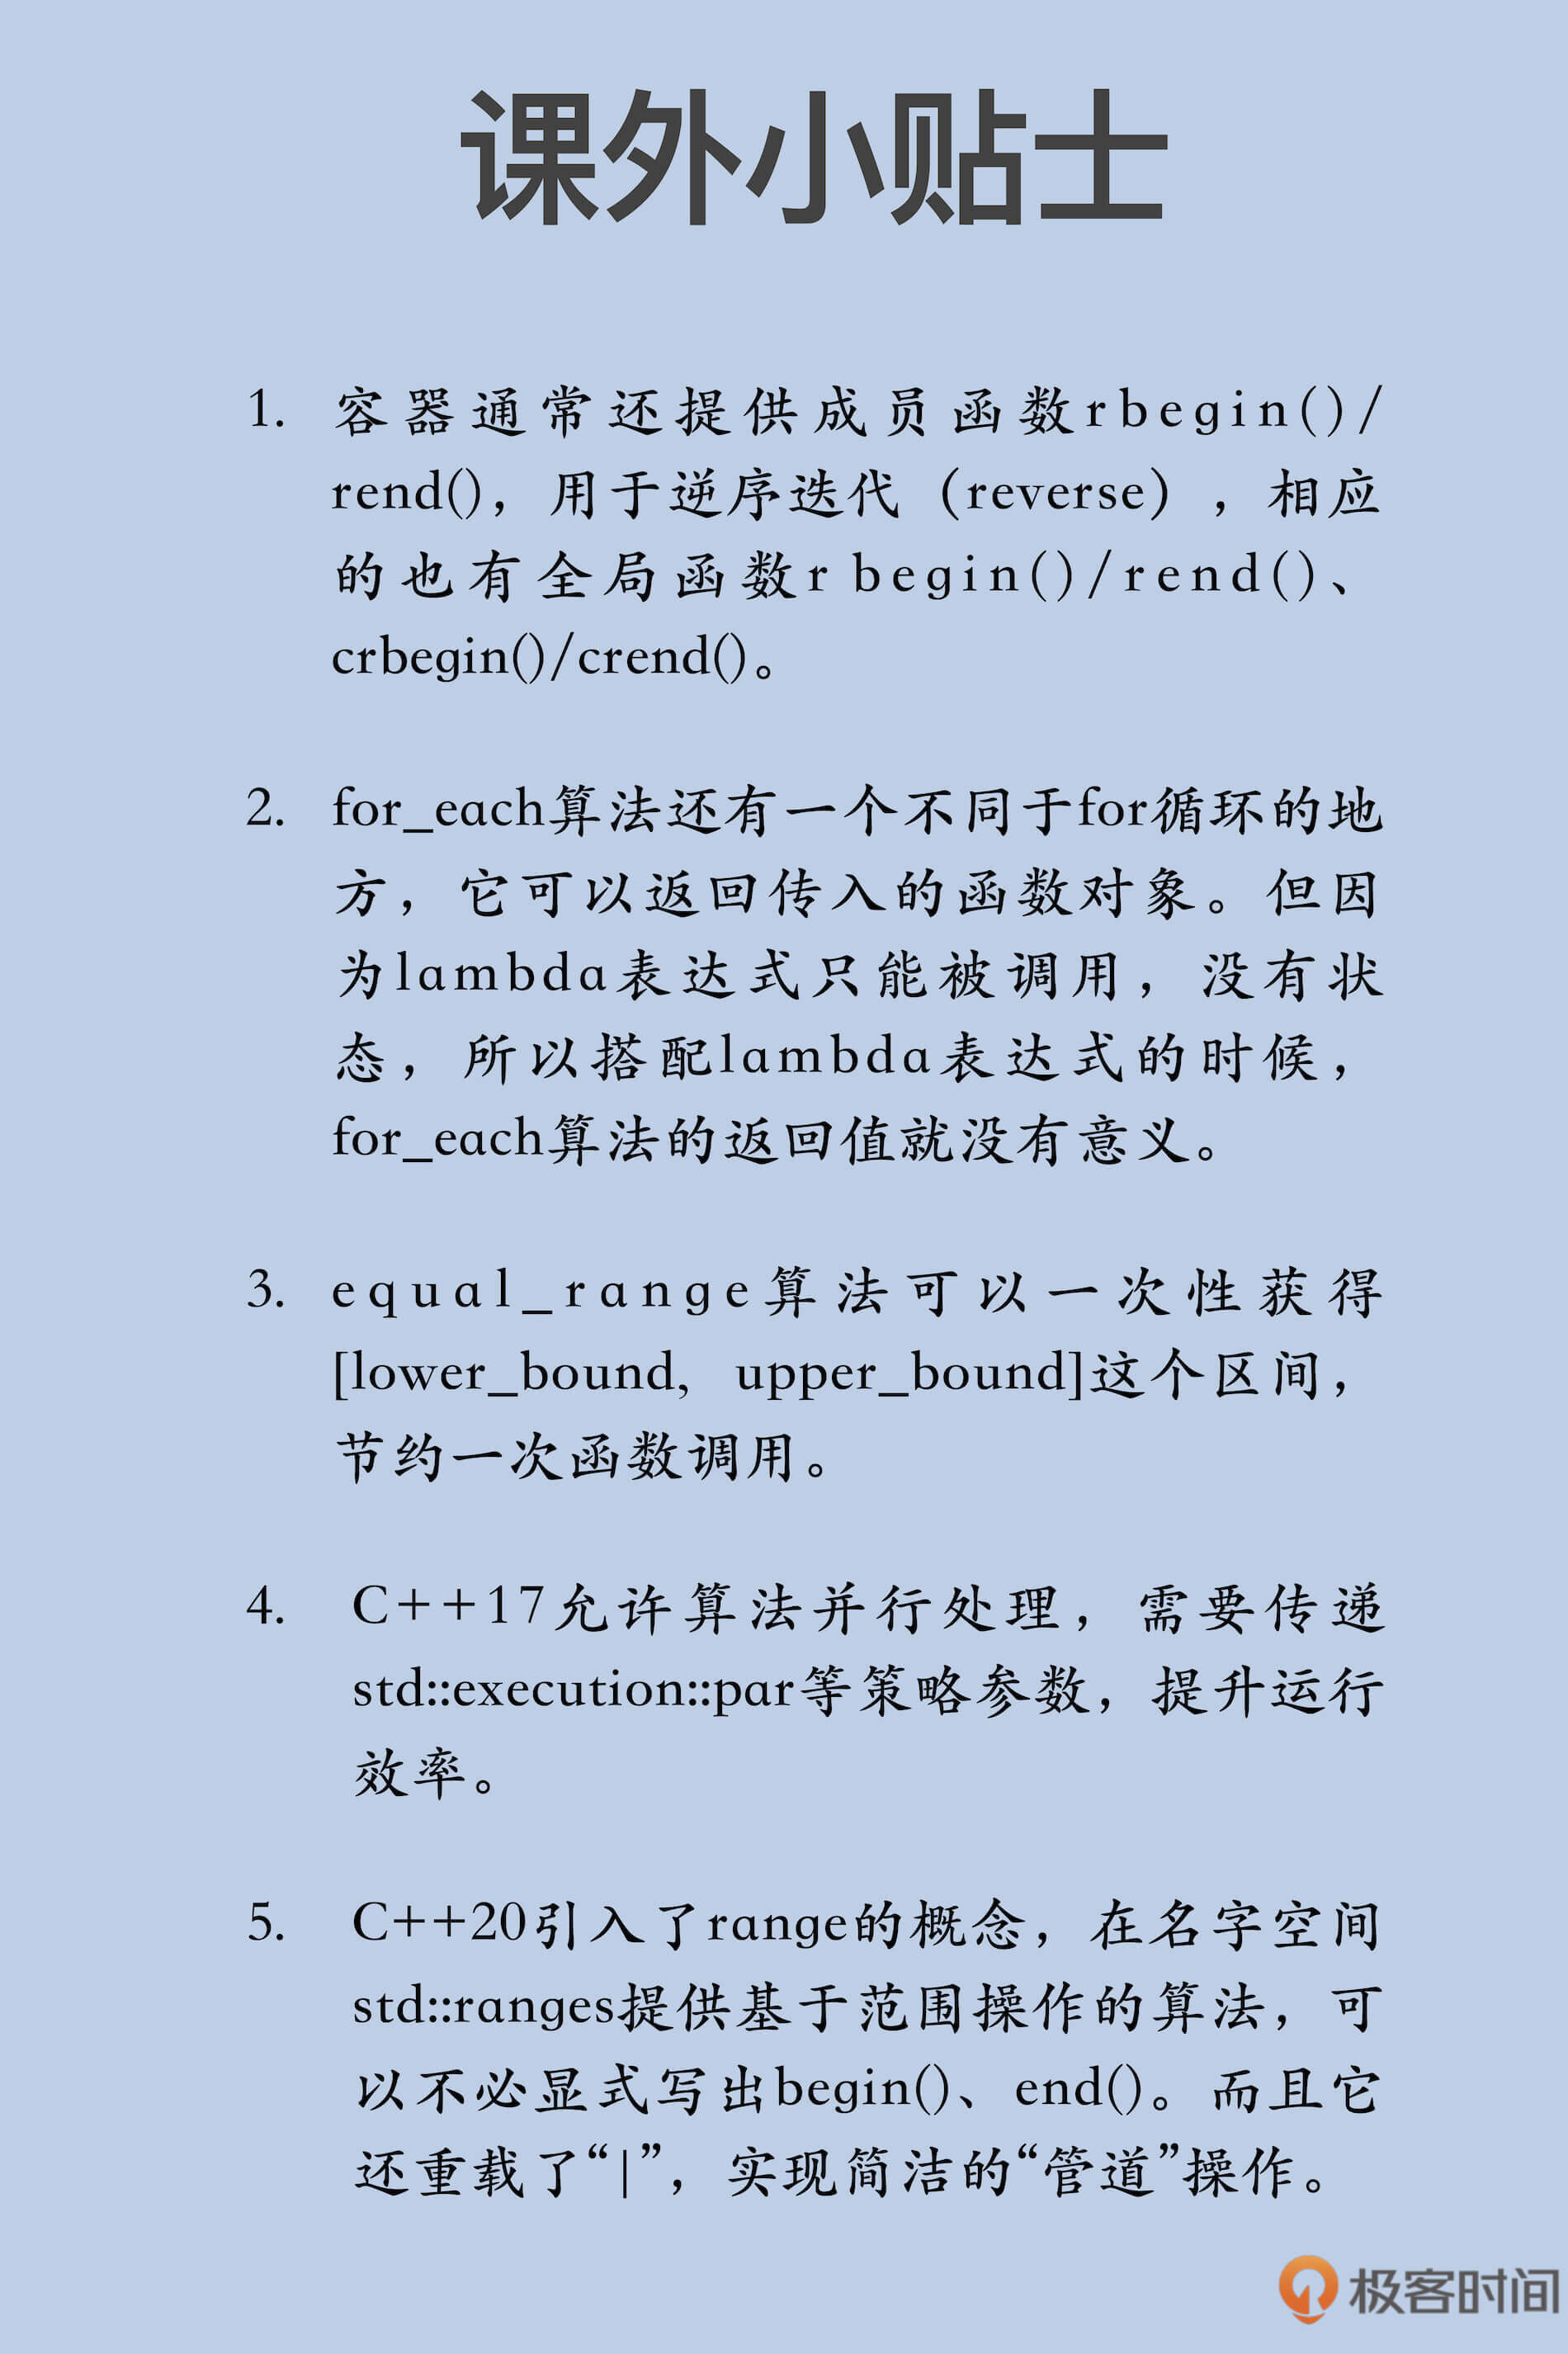 课外小贴士
1. 容器通常还提供成员函数rbegin()/
rend()，用于逆序迭代（reverse），相应
的也有全局函数r begin()/rend()、
crbegin()/crend()。
2. for_each算法还有一个不同于for循环的地
方，它可以返回传入的函数对象。但因
为lambda表达式只能被调用，没有状
态，所以搭配lambda表达式的时候，
for_each算法的返回值就没有意义。
3. equal_range算法可以一次性获得
[lower_bound, upper_bound]这个区间，
节约一次函数调用。
4. C++17允许算法并行处理，需要传递
std::execution::par等策略参数，提升运行
效率。
5. C++20引入了range的概念，在名字空间
std::ranges提供基于范围操作的算法，可
以不必显式写出begin()、end()。而且它
还重载了“|”，实现简洁的“管道”操作。
极客时间